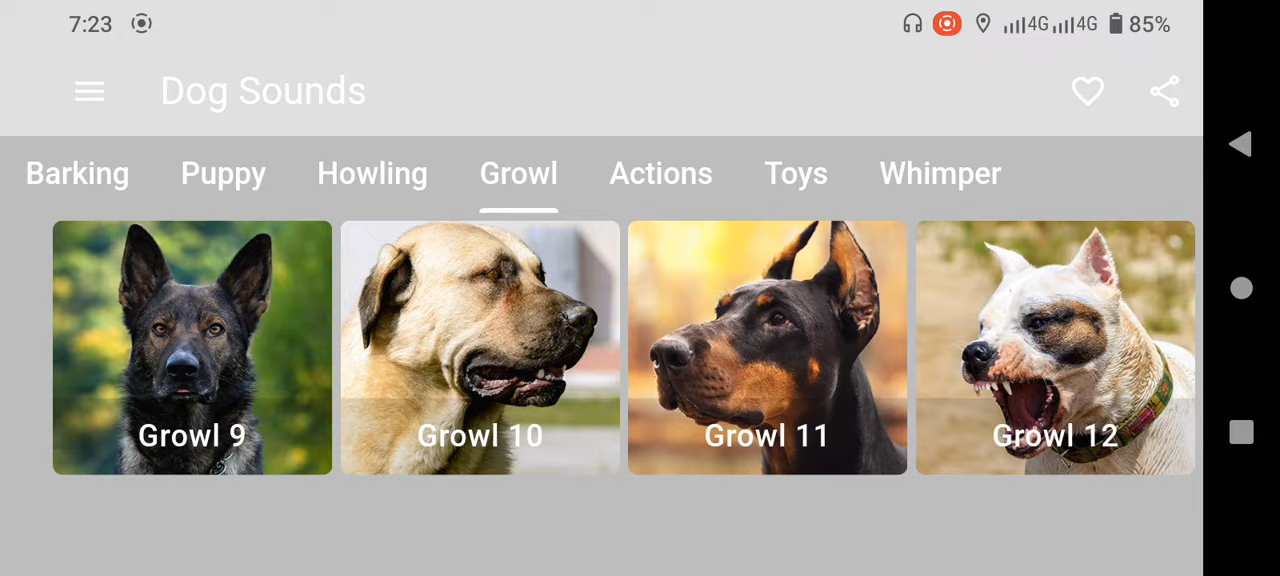 7:23 4G 4G 85%
Dog Sounds
Barking Puppy Howling Growl Actions Toys Whimper
Growl 9 Growl 10 Growl 11 Growl 12